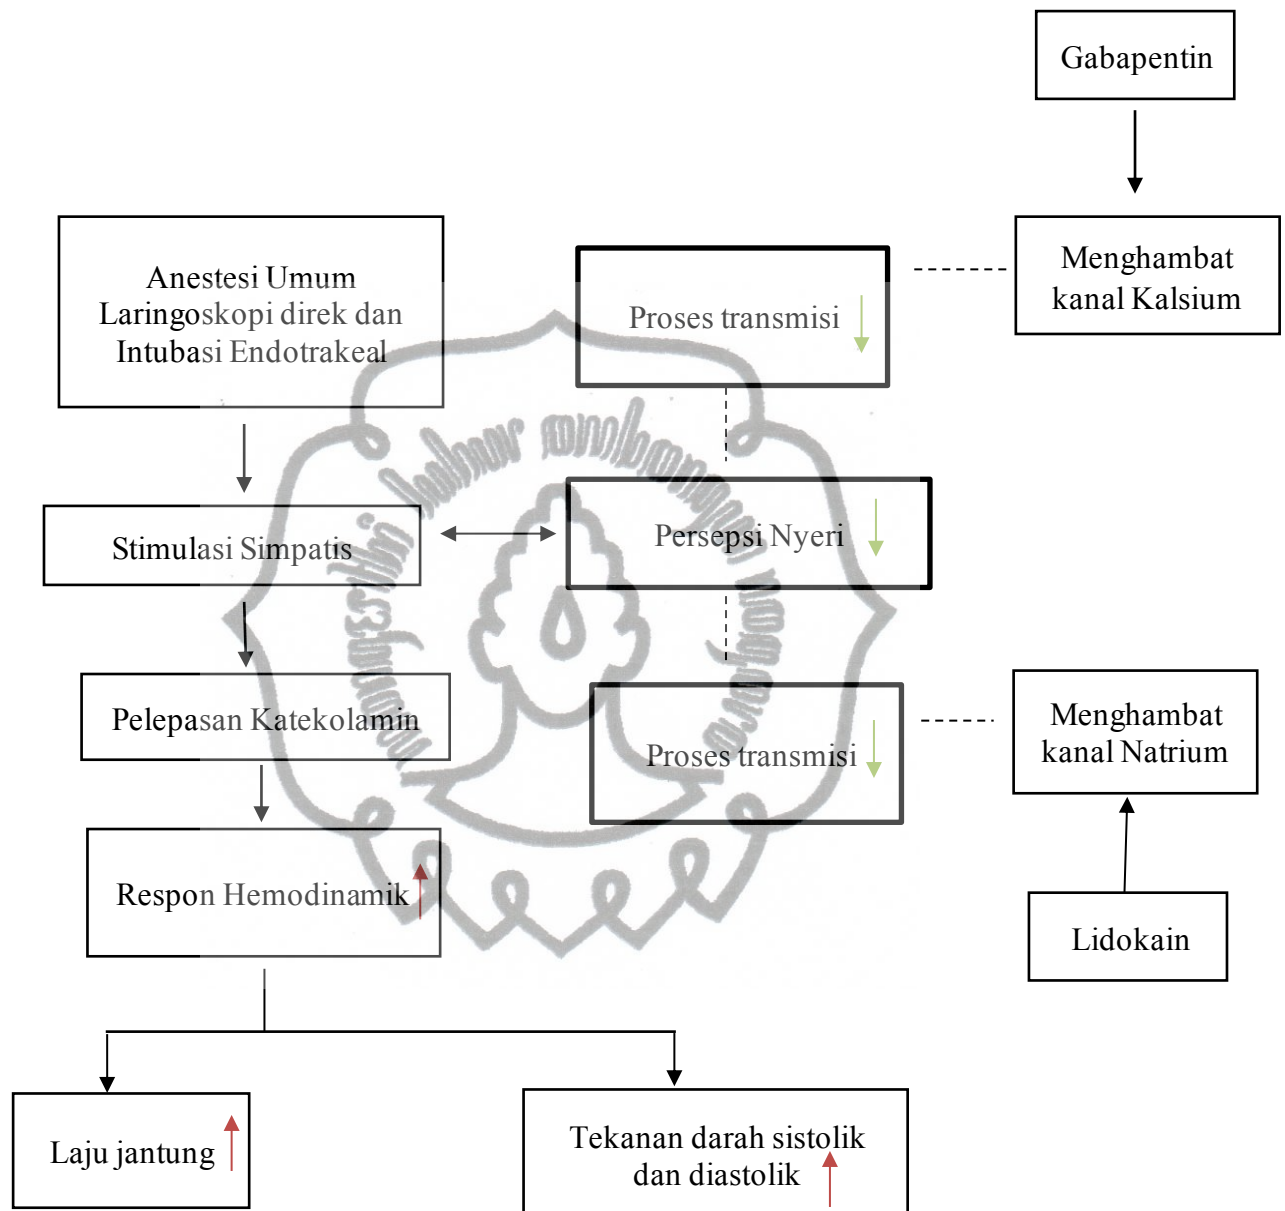 Gabapentin
Anestesi Umum
Laringoskopi direk dan
Intubasi Endotrakeal
Proses transmisi
Menghambat
kanal Kalsium
Stimulasi Simpatis
Persepsi Nyeri
Pelepasan Katekolamin
Proses transmisi
Menghambat
kanal Natrium
Respon Hemodinamik
Lidokain
Laju jantung
Tekanan darah sistolik
dan diastolik